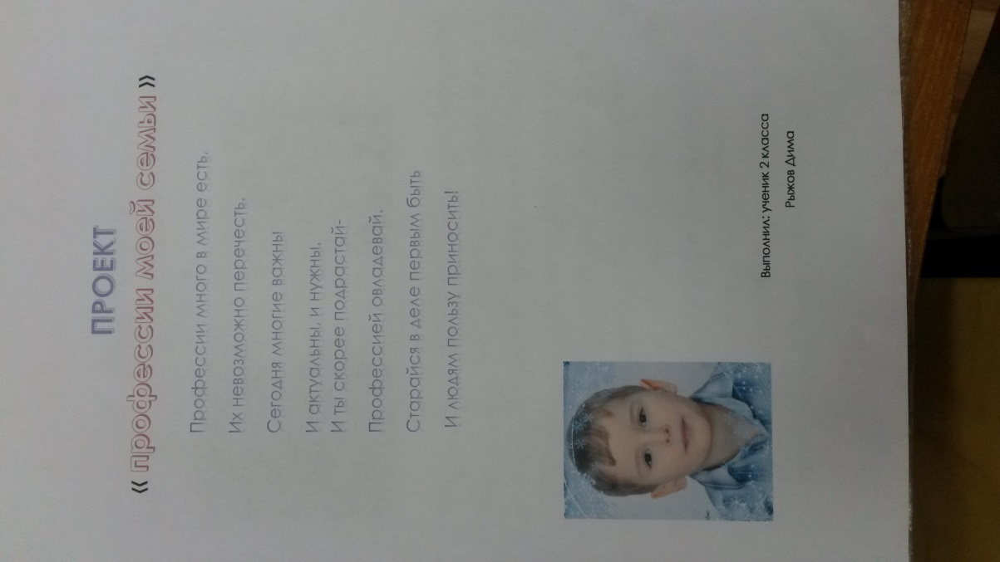 ПРОЕКТ
« профессии моей семьи »
Профессии много в мире есть,
Их невозможно перечесть.
Сегодня многие важны
И актуальны, и нужны.
И ты скорее подрастай-
Профессией овладевай.
Старайся в деле первым быть
И людям пользу приносить!
Выполнил: ученик 2 класса
Рыжов Дима